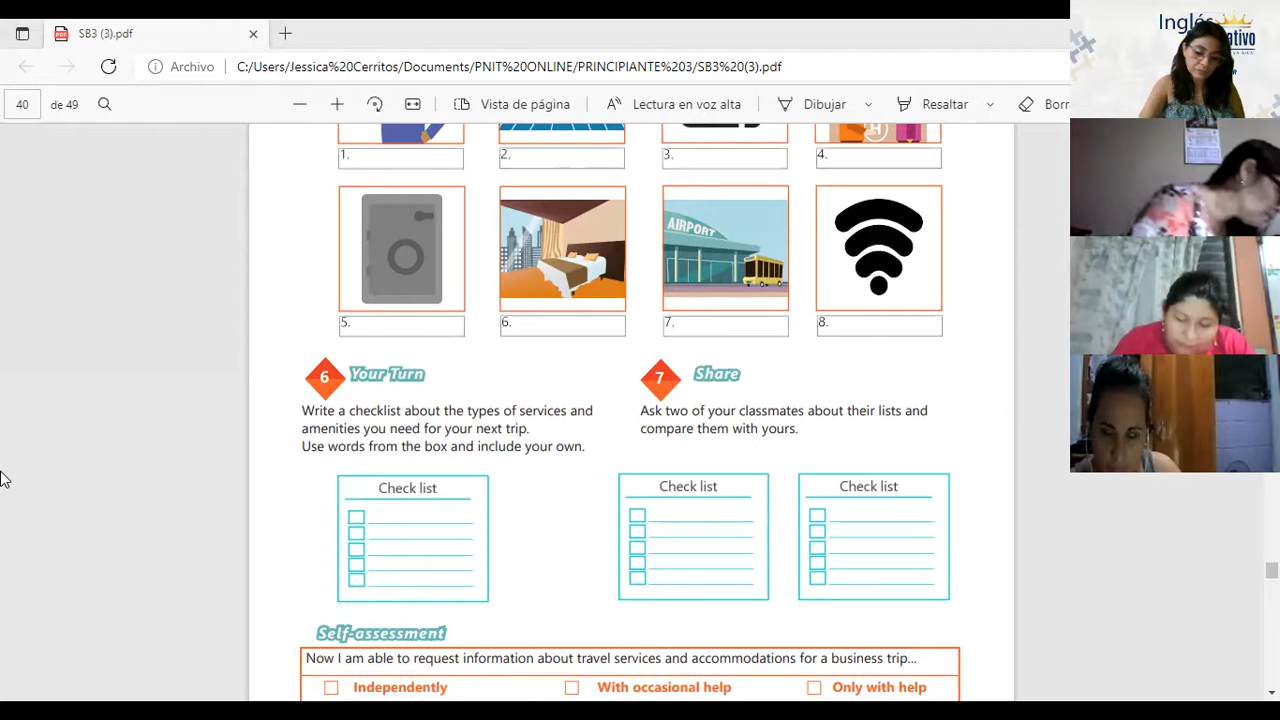 SB3 (3).pdf
Archivo C:/Users/Jessica%20Cerritos/Documents/PNIT%20ONLINE/PRINCIPIANTE%203/SB3%20(3).pdf
40 de 49 Vista de página Lectura en voz alta Dibujar Resaltar
Inglés
1. 2. 3. 4.
AIRPORT
5. 6. 7. 8.
6 Your Turn
Write a checklist about the types of services and
amenities you need for your next trip.
Use words from the box and include your own.
7 Share
Ask two of your classmates about their lists and
compare them with yours.
Check list Check list Check list
Self-assessment
Now I am able to request information about travel services and accommodations for a business trip...
Independently With occasional help Only with help